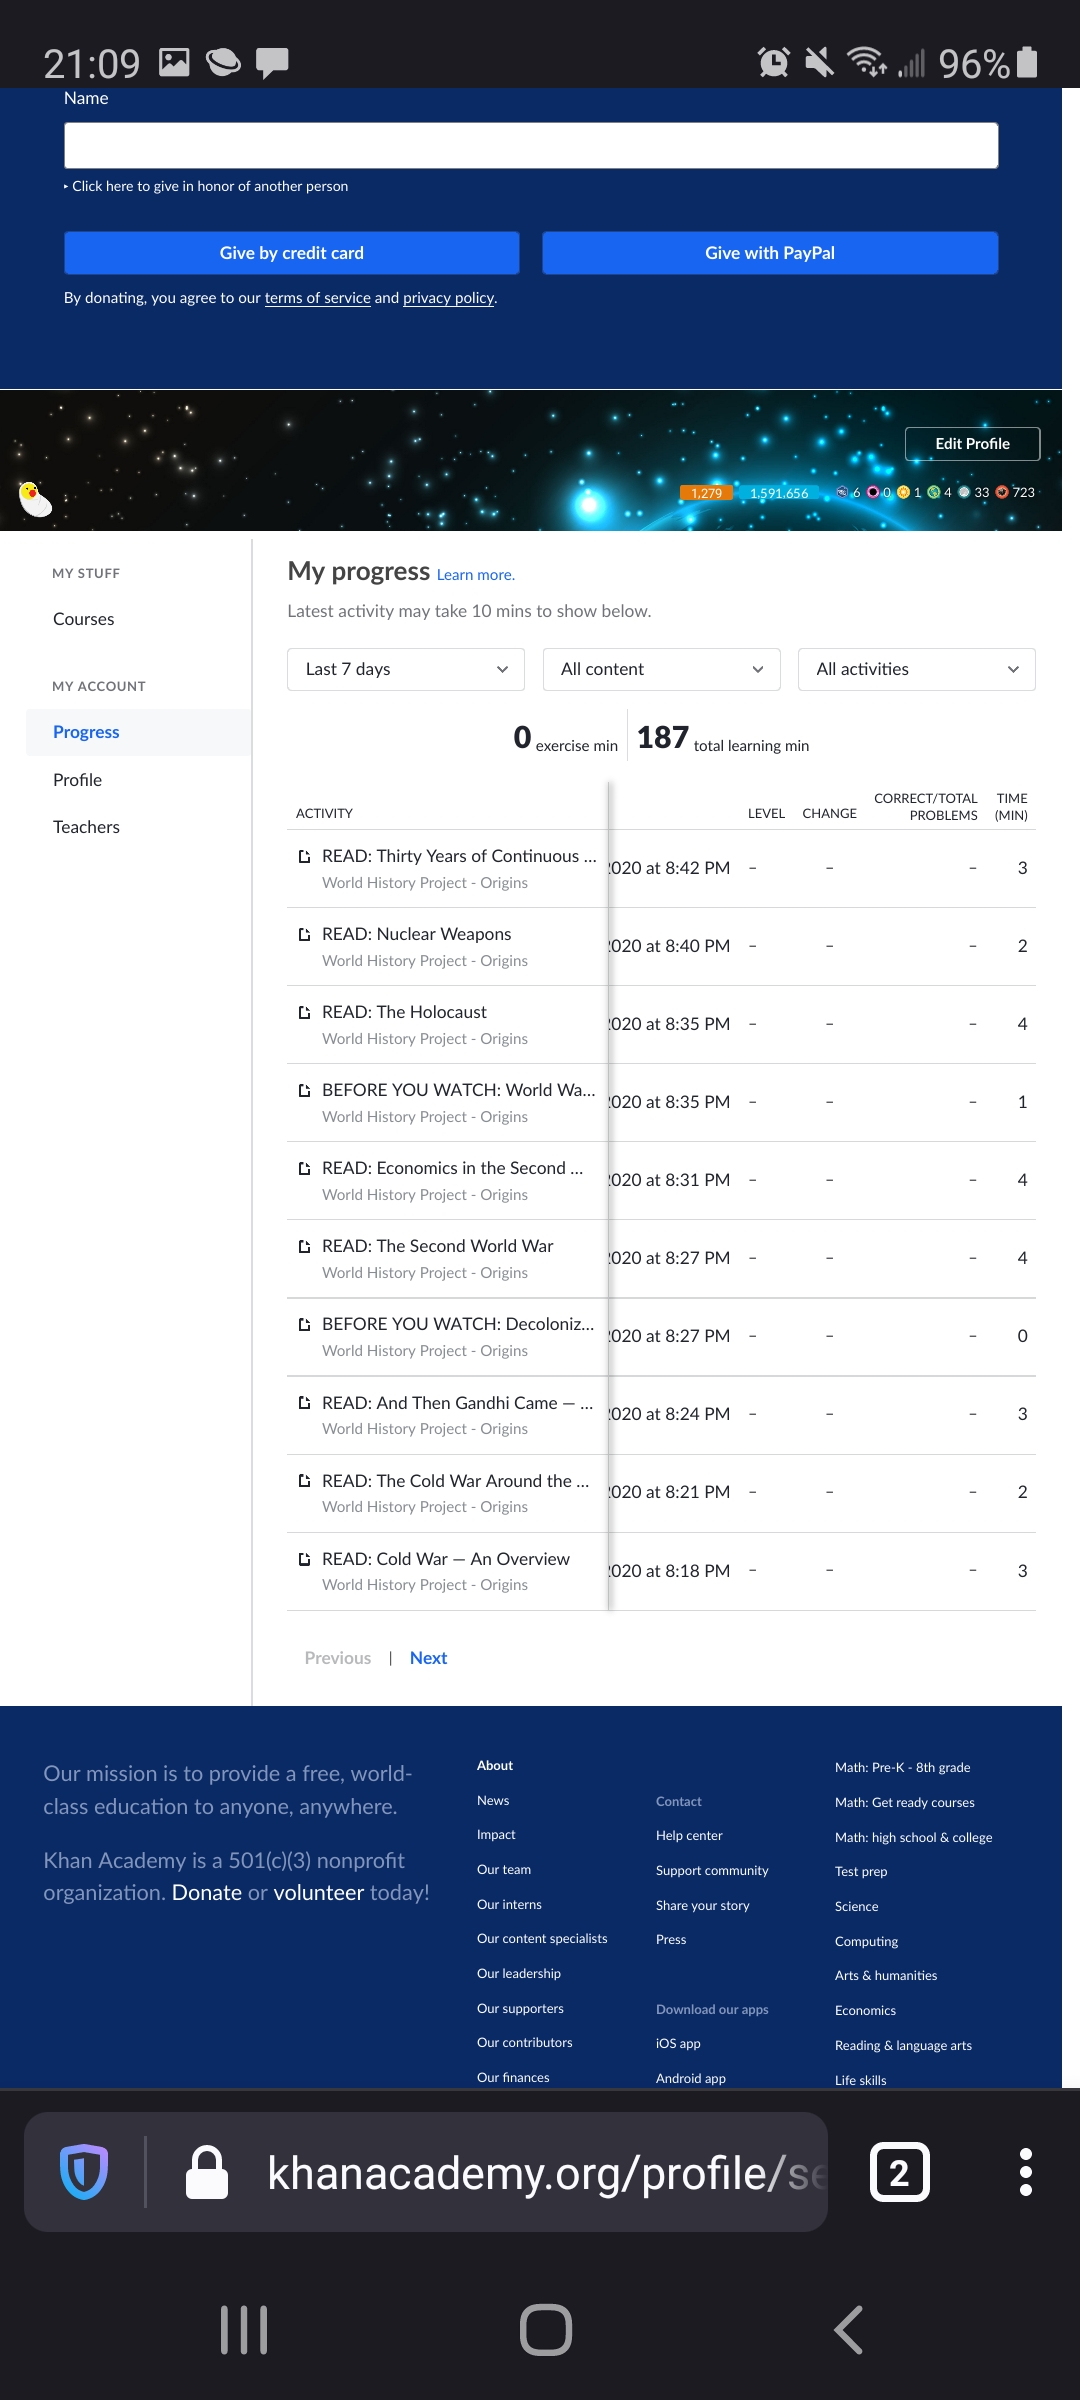 21:09
96%
Name
Click here to give in honor of another person
Give by credit card
Give with PayPal
By donating, you agree to our terms of service and privacy policy.
Edit Profile
1,279 1,591,656 6 0 1 4 33 723
MY STUFF
Courses
MY ACCOUNT
Progress
Profile
Teachers
My progress Learn more.
Latest activity may take 10 mins to show below.
Last 7 days
All content
All activities
0 exercise min
187 total learning min
ACTIVITY LEVEL CHANGE CORRECT/TOTAL PROBLEMS TIME (MIN)
READ: Thirty Years of Continuous ... 2020 at 8:42 PM – – – 3
World History Project - Origins
READ: Nuclear Weapons 2020 at 8:40 PM – – – 2
World History Project - Origins
READ: The Holocaust 2020 at 8:35 PM – – – 4
World History Project - Origins
BEFORE YOU WATCH: World Wa... 2020 at 8:35 PM – – – 1
World History Project - Origins
READ: Economics in the Second ... 2020 at 8:31 PM – – – 4
World History Project - Origins
READ: The Second World War 2020 at 8:27 PM – – – 4
World History Project - Origins
BEFORE YOU WATCH: Decoloniz... 2020 at 8:27 PM – – – 0
World History Project - Origins
READ: And Then Gandhi Came — ... 2020 at 8:24 PM – – – 3
World History Project - Origins
READ: The Cold War Around the ... 2020 at 8:21 PM – – – 2
World History Project - Origins
READ: Cold War — An Overview 2020 at 8:18 PM – – – 3
World History Project - Origins
Previous | Next
Our mission is to provide a free, world-
class education to anyone, anywhere.
Khan Academy is a 501(c)(3) nonprofit
organization. Donate or volunteer today!
About
News
Impact
Our team
Our interns
Our content specialists
Our leadership
Our supporters
Our contributors
Our finances
Contact
Help center
Support community
Share your story
Press
Download our apps
iOS app
Android app
Math: Pre-K - 8th grade
Math: Get ready courses
Math: high school & college
Test prep
Science
Computing
Arts & humanities
Economics
Reading & language arts
Life skills
khanacademy.org/profile/se
2